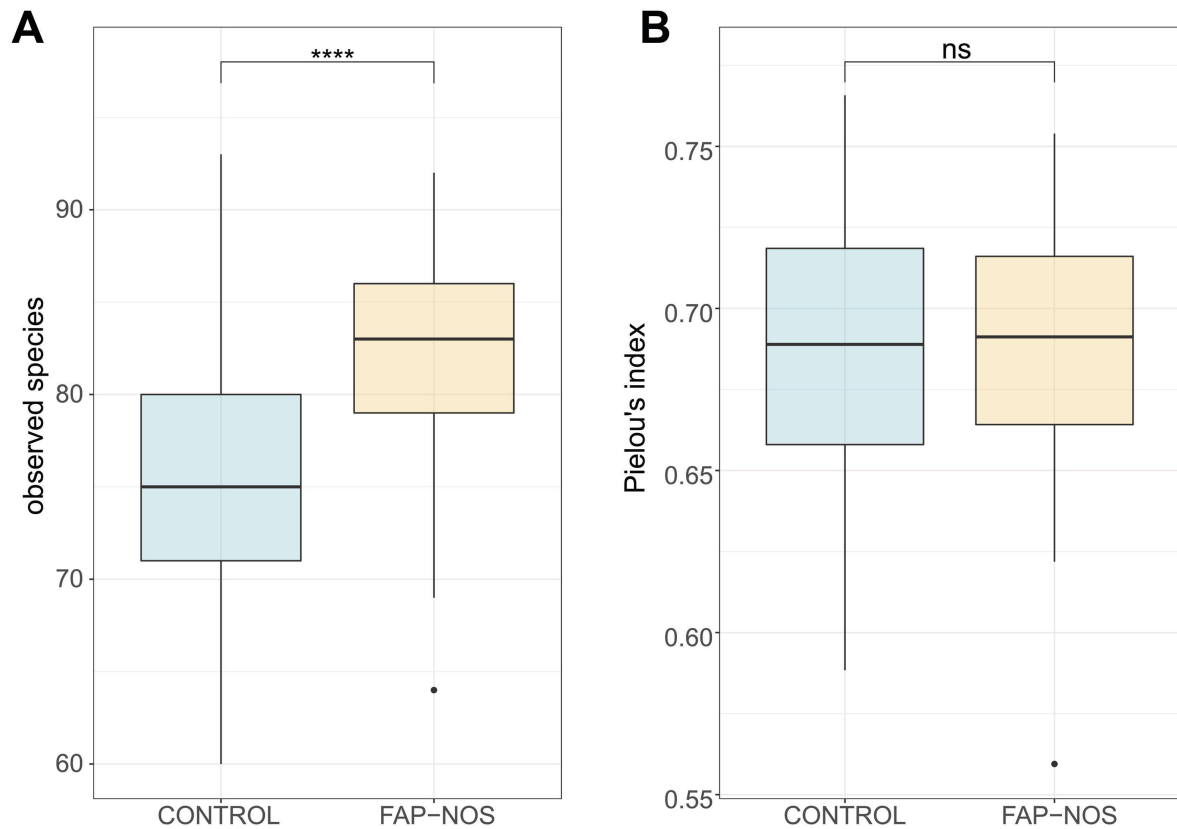 A
****
90
80
70
60
observed species
CONTROL
FAP-NOS
B
ns
0.75
0.70
0.65
0.60
0.55
Pielou's index
CONTROL
FAP-NOS